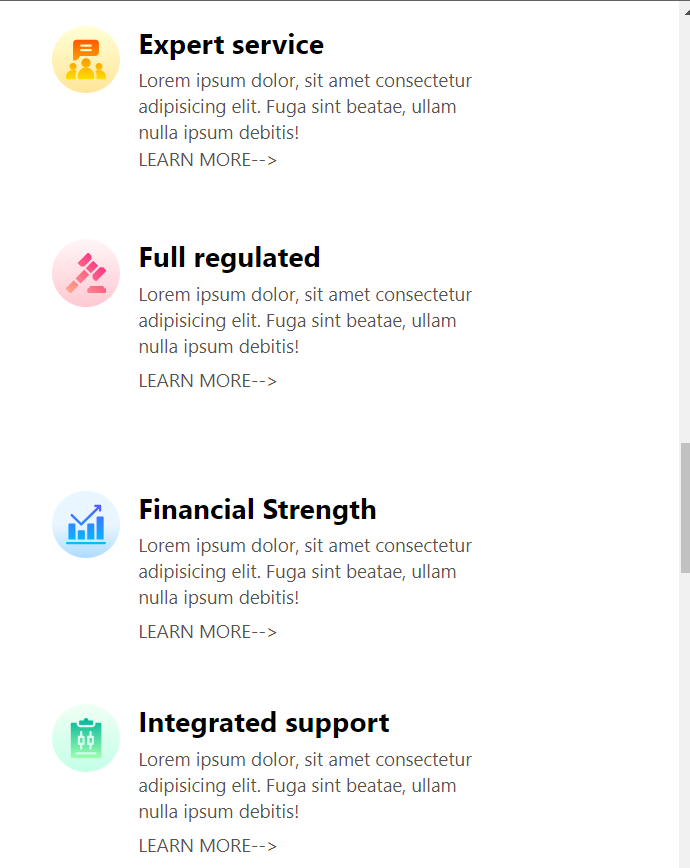 Expert service
Lorem ipsum dolor, sit amet consectetur
adipisicing elit. Fuga sint beatae, ullam
nulla ipsum debitis!
LEARN MORE-->
Full regulated
Lorem ipsum dolor, sit amet consectetur
adipisicing elit. Fuga sint beatae, ullam
nulla ipsum debitis!
LEARN MORE-->
Financial Strength
Lorem ipsum dolor, sit amet consectetur
adipisicing elit. Fuga sint beatae, ullam
nulla ipsum debitis!
LEARN MORE-->
Integrated support
Lorem ipsum dolor, sit amet consectetur
adipisicing elit. Fuga sint beatae, ullam
nulla ipsum debitis!
LEARN MORE-->